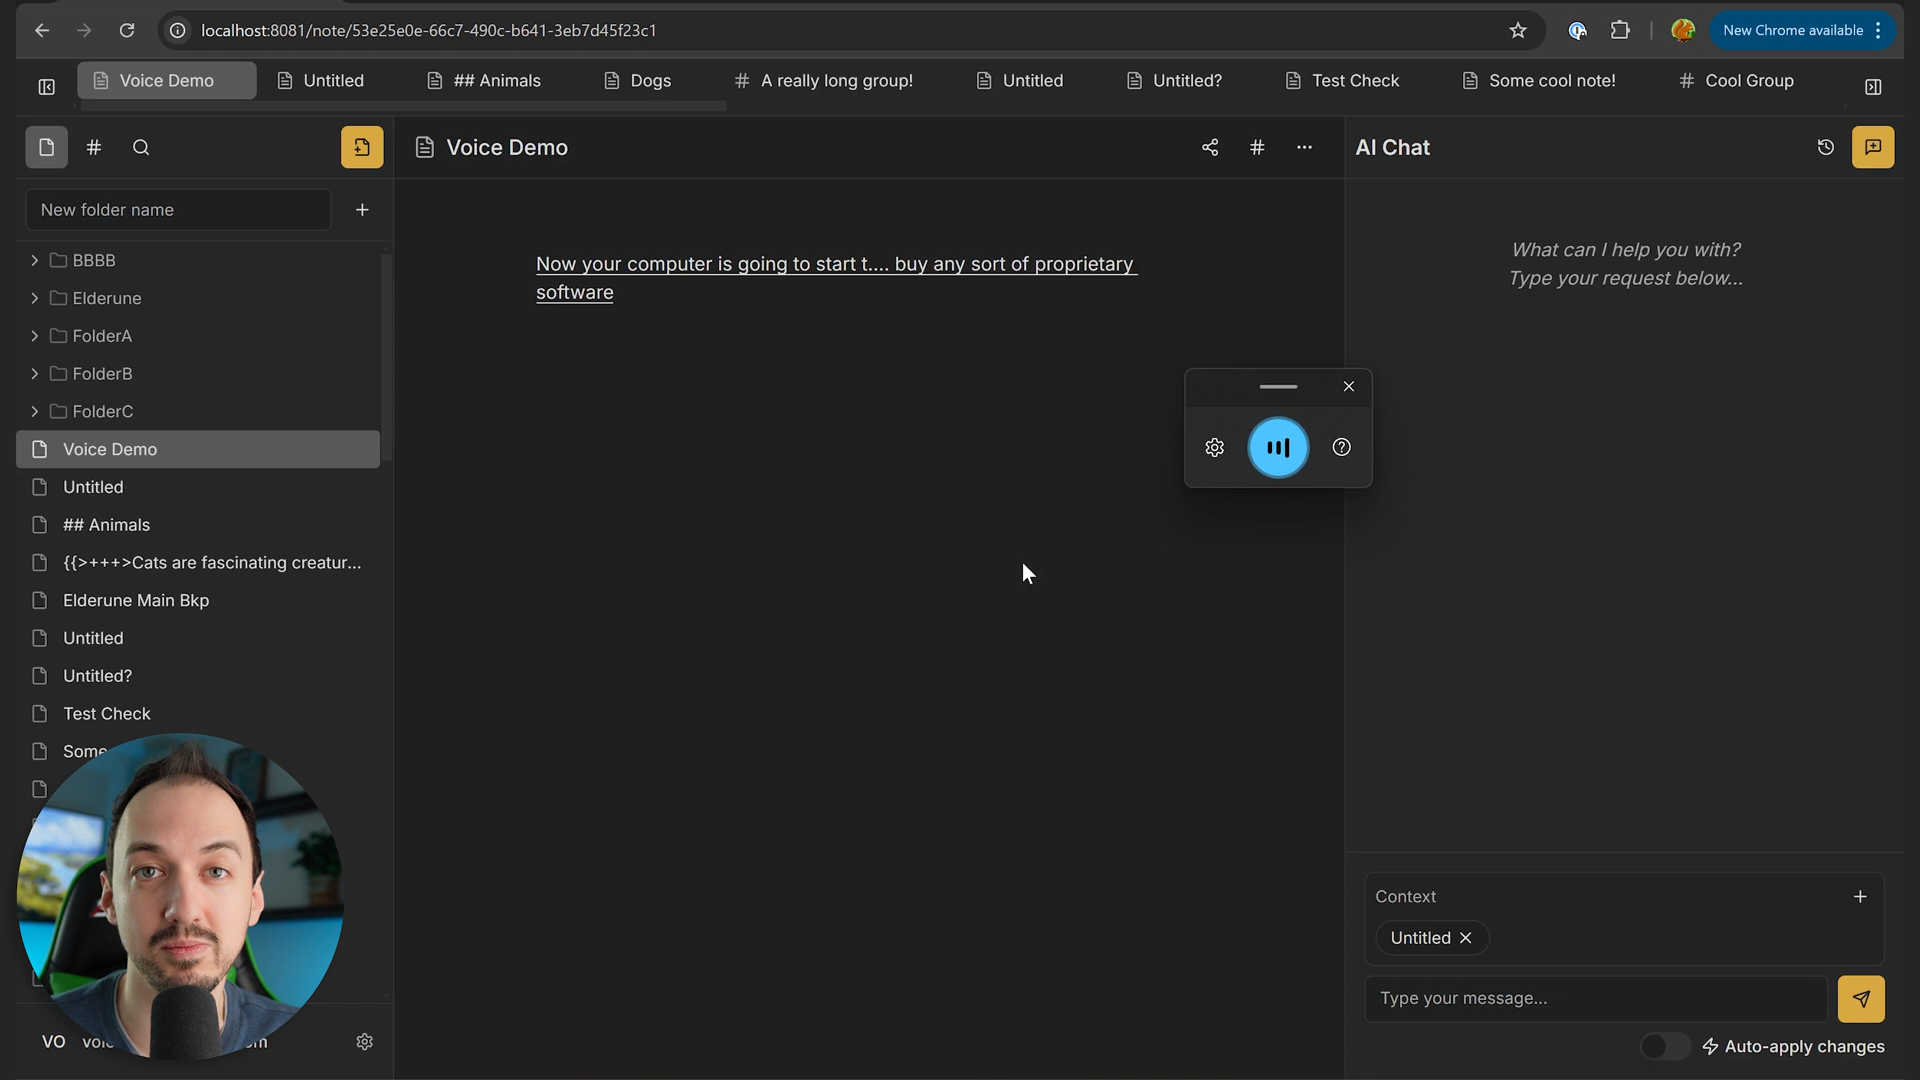 localhost:8081/note/53e25e0e-66c7-490c-b641-3eb7d45f23c1
New Chrome available
Voice Demo
Untitled
## Animals
Dogs
# A really long group!
Untitled
Untitled?
Test Check
Some cool note!
# Cool Group
#
Voice Demo
#
AI Chat
New folder name
BBBB
Elderune
FolderA
FolderB
FolderC
Voice Demo
Untitled
## Animals
{{>+++>Cats are fascinating creatur...
Elderune Main Bkp
Untitled
Untitled?
Test Check
Some
VO
Now your computer is going to start t.... buy any sort of proprietary
software
What can I help you with?
Type your request below...
Context
Untitled
Type your message...
Auto-apply changes